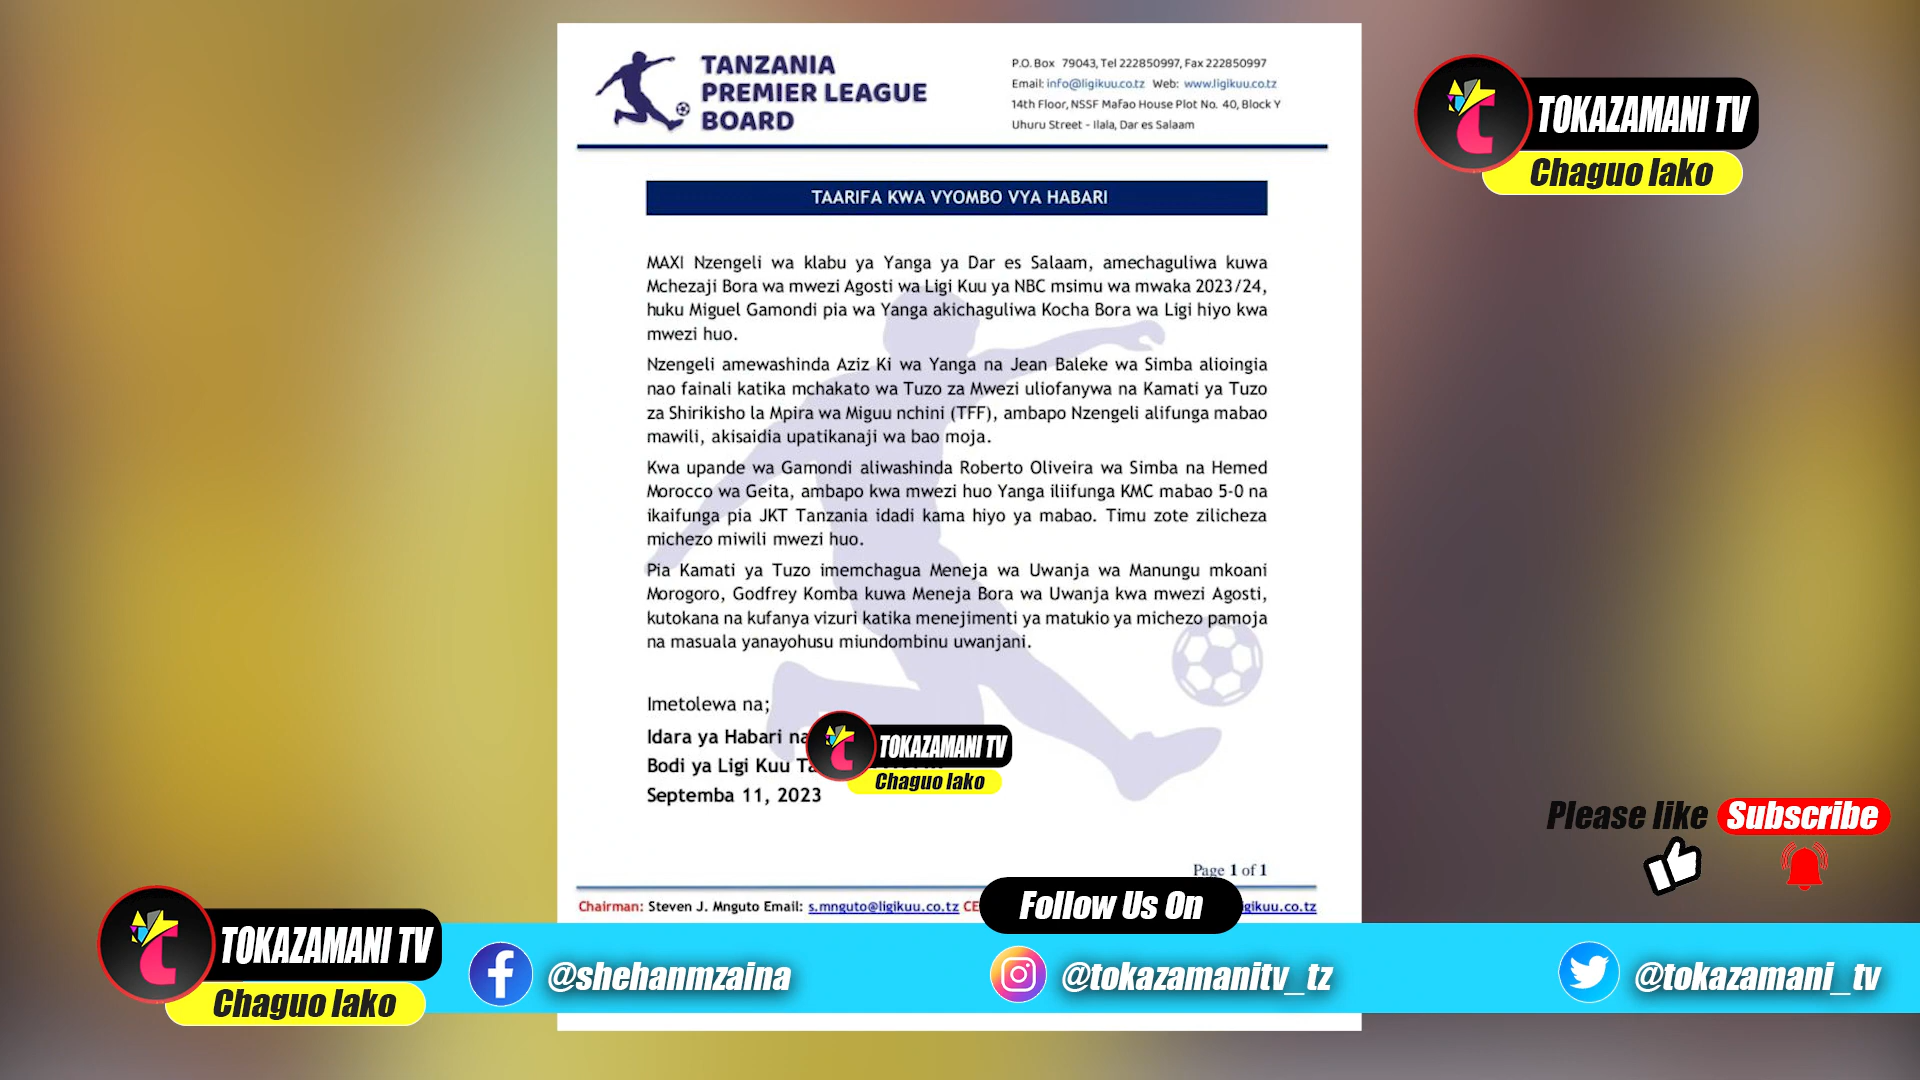 TANZANIA
PREMIER LEAGUE
BOARD
P.O. Box 79043, Tel 222850997, Fax 222850997
Email: info@ligikuu.co.tz Web: www.ligikuu.co.tz
14th Floor, NSSF Mafao House Plot No. 40, Block Y
Uhuru Street - Ilala, Dar es Salaam
TOKAZAMANI TV
Chaguo lako
TAARIFA KWA VYOMBO VYA HABARI
MAXI Nzengeli wa klabu ya Yanga ya Dar es Salaam, amechaguliwa kuwa
Mchezaji Bora wa mwezi Agosti wa Ligi Kuu ya NBC msimu wa mwaka 2023/24,
huku Miguel Gamondi pia wa Yanga akichaguliwa Kocha Bora wa Ligi hiyo kwa
mwezi huo.
Nzengeli amewashinda Aziz Ki wa Yanga na Jean Baleke wa Simba alioingia
nao fainali katika mchakato wa Tuzo za Mwezi uliofanywa na Kamati ya Tuzo
za Shirikisho la Mpira wa Miguu nchini (TFF), ambapo Nzengeli alifunga mabao
mawili, akisaidia upatikanaji wa bao moja.
Kwa upande wa Gamondi aliwashinda Roberto Oliveira wa Simba na Hemed
Morocco wa Geita, ambapo kwa mwezi huo Yanga iliifunga KMC mabao 5-0 na
ikaifunga pia JKT Tanzania idadi kama hiyo ya mabao. Timu zote zilicheza
michezo miwili mwezi huo.
Pia Kamati ya Tuzo imemchagua Meneja wa Uwanja wa Manungu mkoani
Morogoro, Godfrey Komba kuwa Meneja Bora wa Uwanja kwa mwezi Agosti,
kutokana na kufanya vizuri katika menejimenti ya matukio ya michezo pamoja
na masuala yanayohusu miundombinu uwanjani.
Imetolewa na;
Idara ya Habari na
Bodi ya Ligi Kuu
Septemba 11, 2023
TOKAZAMANI TV
Chaguo lako
Please like Subscribe
Page 1 of 1
Chairman: Steven J. Mnguto Email: s.mnguto@ligikuu.co.tz
Follow Us On
TOKAZAMANI TV
Chaguo lako
@shehanmzaina
@tokazamanitv_tz
@tokazamani_tv